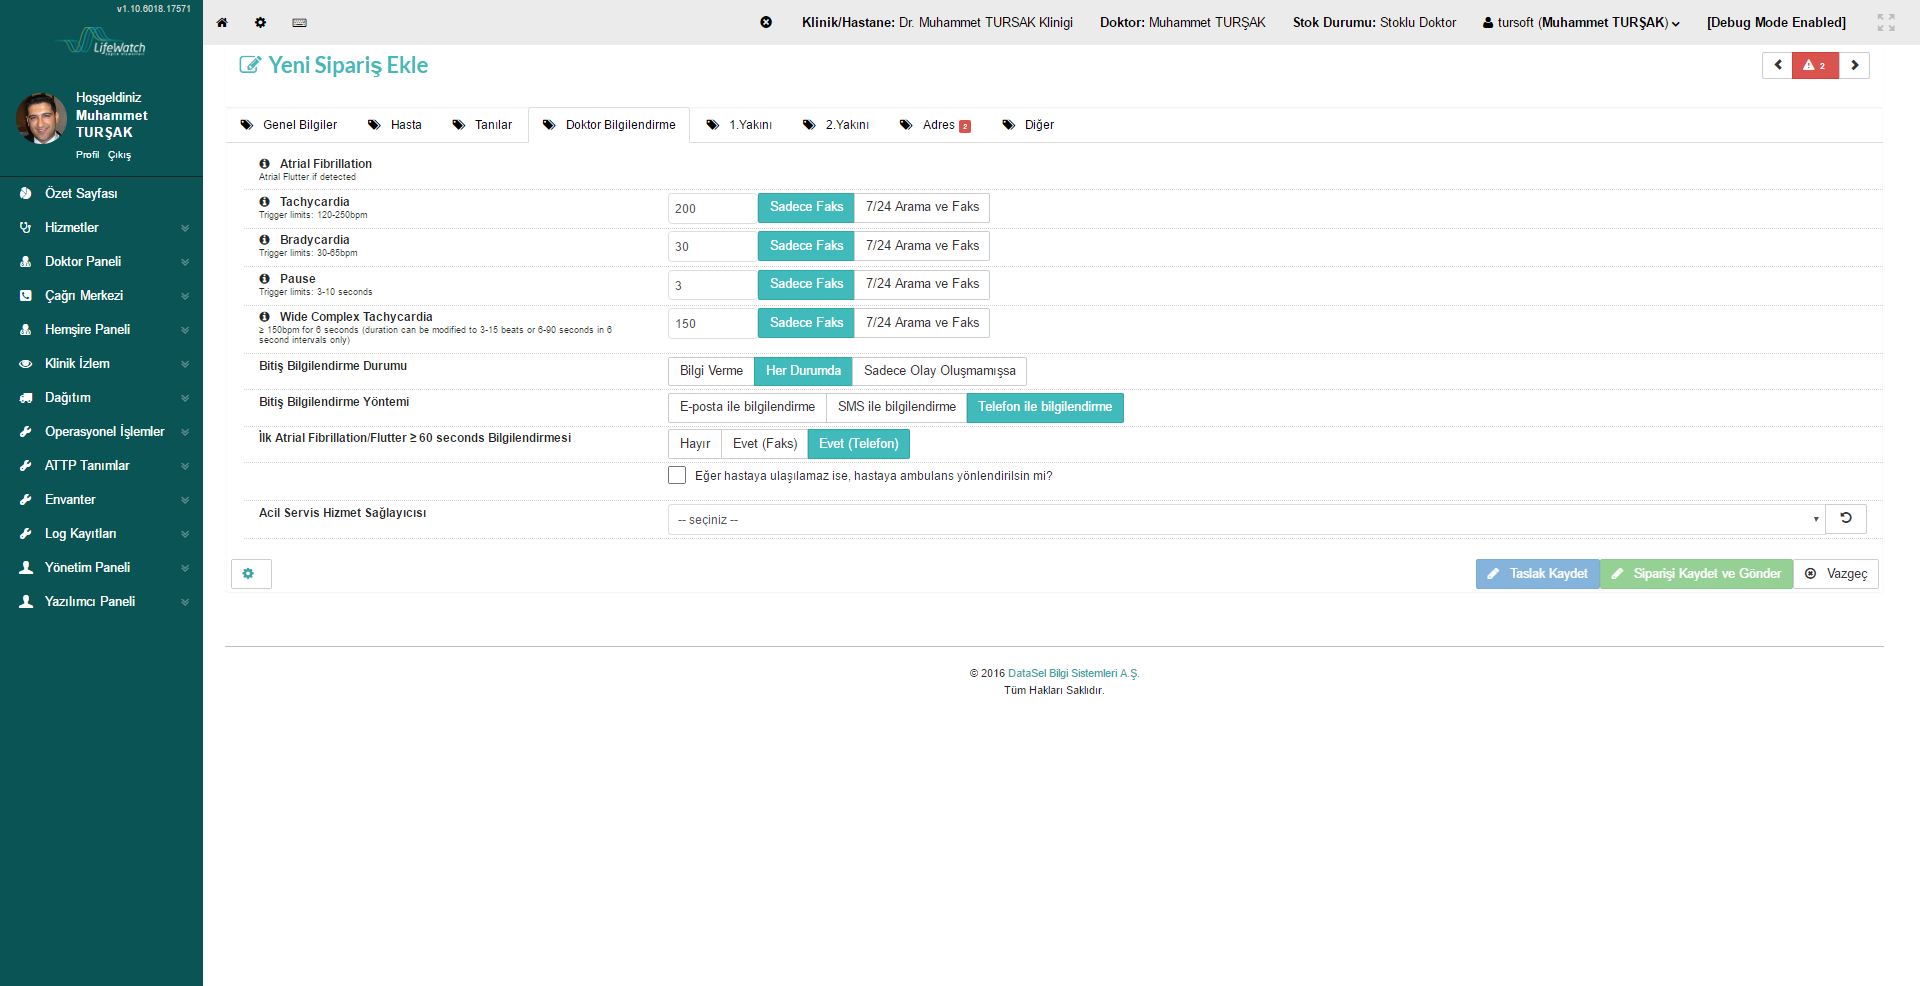 v1.10.6018.17571
LifeWatch
Hoşgeldiniz
Muhammet
TURŞAK
Profil Çıkış
Özet Sayfası
Hizmetler
Doktor Paneli
Çağrı Merkezi
Hemşire Paneli
Klinik İzlem
Dağıtım
Operasyonel İşlemler
ATTP Tanımlar
Envanter
Log Kayıtları
Yönetim Paneli
Yazılımcı Paneli
Klinik/Hastane: Dr. Muhammet TURSAK Klinigi Doktor: Muhammet TURŞAK Stok Durumu: Stoklu Doktor tursoft (Muhammet TURŞAK) [Debug Mode Enabled]
Yeni Sipariş Ekle
2
Genel Bilgiler Hasta Tanılar Doktor Bilgilendirme 1.Yakını 2.Yakını Adres 2 Diğer
Atrial Fibrillation
Atrial Flutter if detected
Tachycardia
Trigger limits: 120-250bpm
200 Sadece Faks 7/24 Arama ve Faks
Bradycardia
Trigger limits: 30-65bpm
30 Sadece Faks 7/24 Arama ve Faks
Pause
Trigger limits: 3-10 seconds
3 Sadece Faks 7/24 Arama ve Faks
Wide Complex Tachycardia
≥ 150bpm for 6 seconds (duration can be modified to 3-15 beats or 6-90 seconds in 6
second intervals only)
150 Sadece Faks 7/24 Arama ve Faks
Bitiş Bilgilendirme Durumu Bilgi Verme Her Durumda Sadece Olay Oluşmamışsa
Bitiş Bilgilendirme Yöntemi E-posta ile bilgilendirme SMS ile bilgilendirme Telefon ile bilgilendirme
İlk Atrial Fibrillation/Flutter ≥ 60 seconds Bilgilendirmesi Hayır Evet (Faks) Evet (Telefon)
Eğer hastaya ulaşılamaz ise, hastaya ambulans yönlendirilsin mi?
Acil Servis Hizmet Sağlayıcısı -- seçiniz --
Taslak Kaydet Siparişi Kaydet ve Gönder Vazgeç
© 2016 DataSel Bilgi Sistemleri A.Ş.
Tüm Hakları Saklıdır.